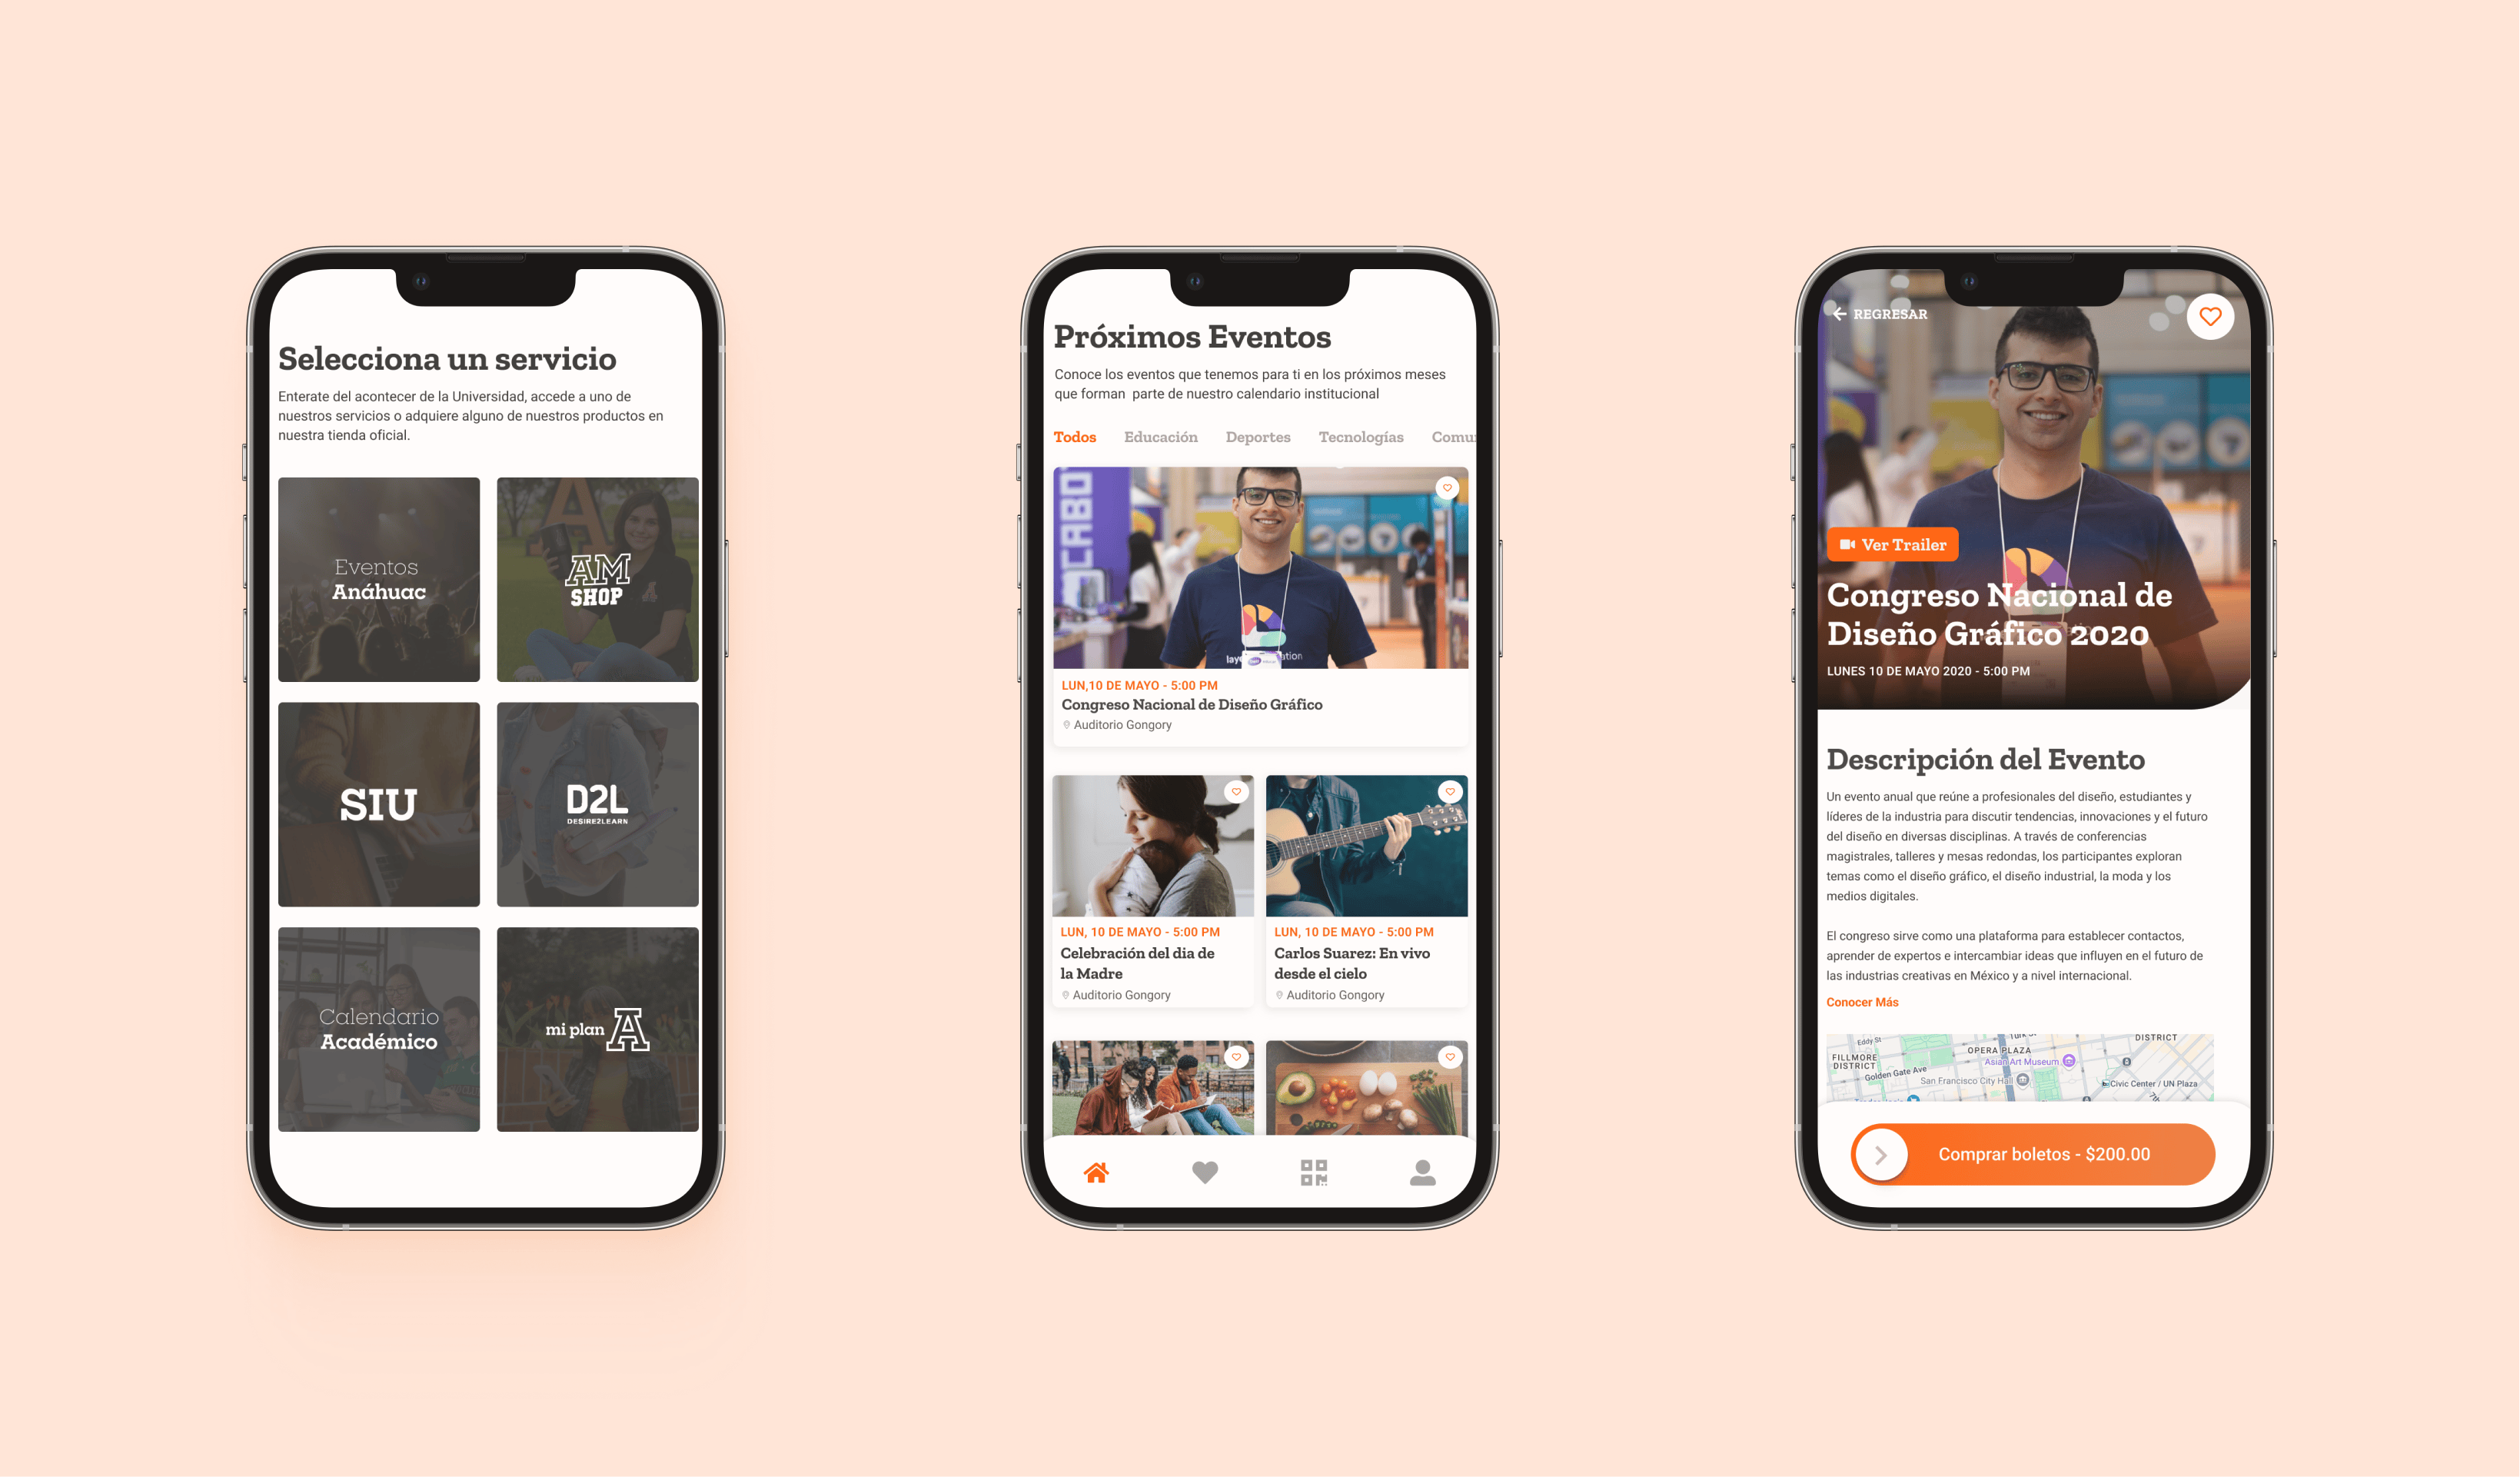 Selecciona un servicio
Enterate del acontecer de la Universidad, accede a uno de
nuestros servicios o adquiere alguno de nuestros productos en
nuestra tienda oficial.
Eventos
Anáhuac
AM
SHOP
SIU
D2L
DESIRE2LEARN
Calendario
Académico
mi plan A
Próximos Eventos
Conoce los eventos que tenemos para ti en los próximos meses
que forman  parte de nuestro calendario institucional
Todos Educación Deportes Tecnologías Comu
LUN,10 DE MAYO - 5:00 PM
Congreso Nacional de Diseño Gráfico
Auditorio Gongory
LUN, 10 DE MAYO - 5:00 PM
Celebración del dia de
la Madre
Auditorio Gongory
LUN, 10 DE MAYO - 5:00 PM
Carlos Suarez: En vivo
desde el cielo
Auditorio Gongory
REGRESAR
Ver Trailer
Congreso Nacional de
Diseño Gráfico 2020
LUNES 10 DE MAYO 2020 - 5:00 PM
Descripción del Evento
Un evento anual que reúne a profesionales del diseño, estudiantes y
líderes de la industria para discutir tendencias, innovaciones y el futuro
del diseño en diversas disciplinas. A través de conferencias
magistrales, talleres y mesas redondas, los participantes exploran
temas como el diseño gráfico, el diseño industrial, la moda y los
medios digitales.
El congreso sirve como una plataforma para establecer contactos,
aprender de expertos e intercambiar ideas que influyen en el futuro de
las industrias creativas en México y a nivel internacional.
Conocer Más
Eddy St
Turk St
DISTRICT
FILLMORE
DISTRICT
OPERA PLAZA
Asian Art Museum
Golden Gate Ave
San Francisco City Hall
Civic Center / UN Plaza
Comprar boletos - $200.00